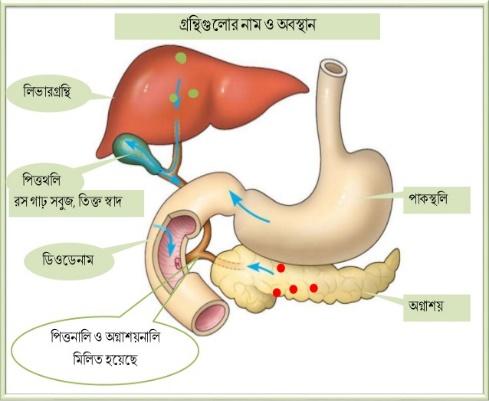 গ্রন্থিগুলোর নাম ও অবস্থান
লিভারগ্রন্থি
পিত্তথলি
রস গাঢ় সবুজ, তিক্ত স্বাদ
পাকস্থলি
ডিওডেনাম
অগ্নাশয়
পিত্তনালি ও অগ্নাশয়নালি
মিলিত হয়েছে